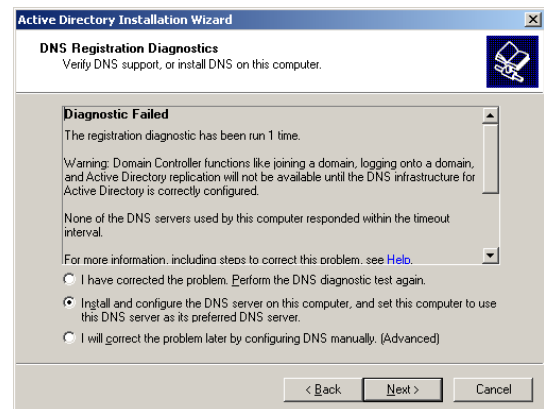 Active Directory Installation Wizard
DNS Registration Diagnostics
Verify DNS support, or install DNS on this computer.
Diagnostic Failed
The registration diagnostic has been run 1 time.
Warning: Domain Controller functions like joining a domain, logging onto a domain,
and Active Directory replication will not be available until the DNS infrastructure for
Active Directory is correctly configured.
None of the DNS servers used by this computer responded within the timeout
interval.
For more information, including steps to correct this problem, see Help.
I have corrected the problem. Perform the DNS diagnostic test again.
Install and configure the DNS server on this computer, and set this computer to use
this DNS server as its preferred DNS server.
I will correct the problem later by configuring DNS manually. (Advanced)
< Back
Next >
Cancel